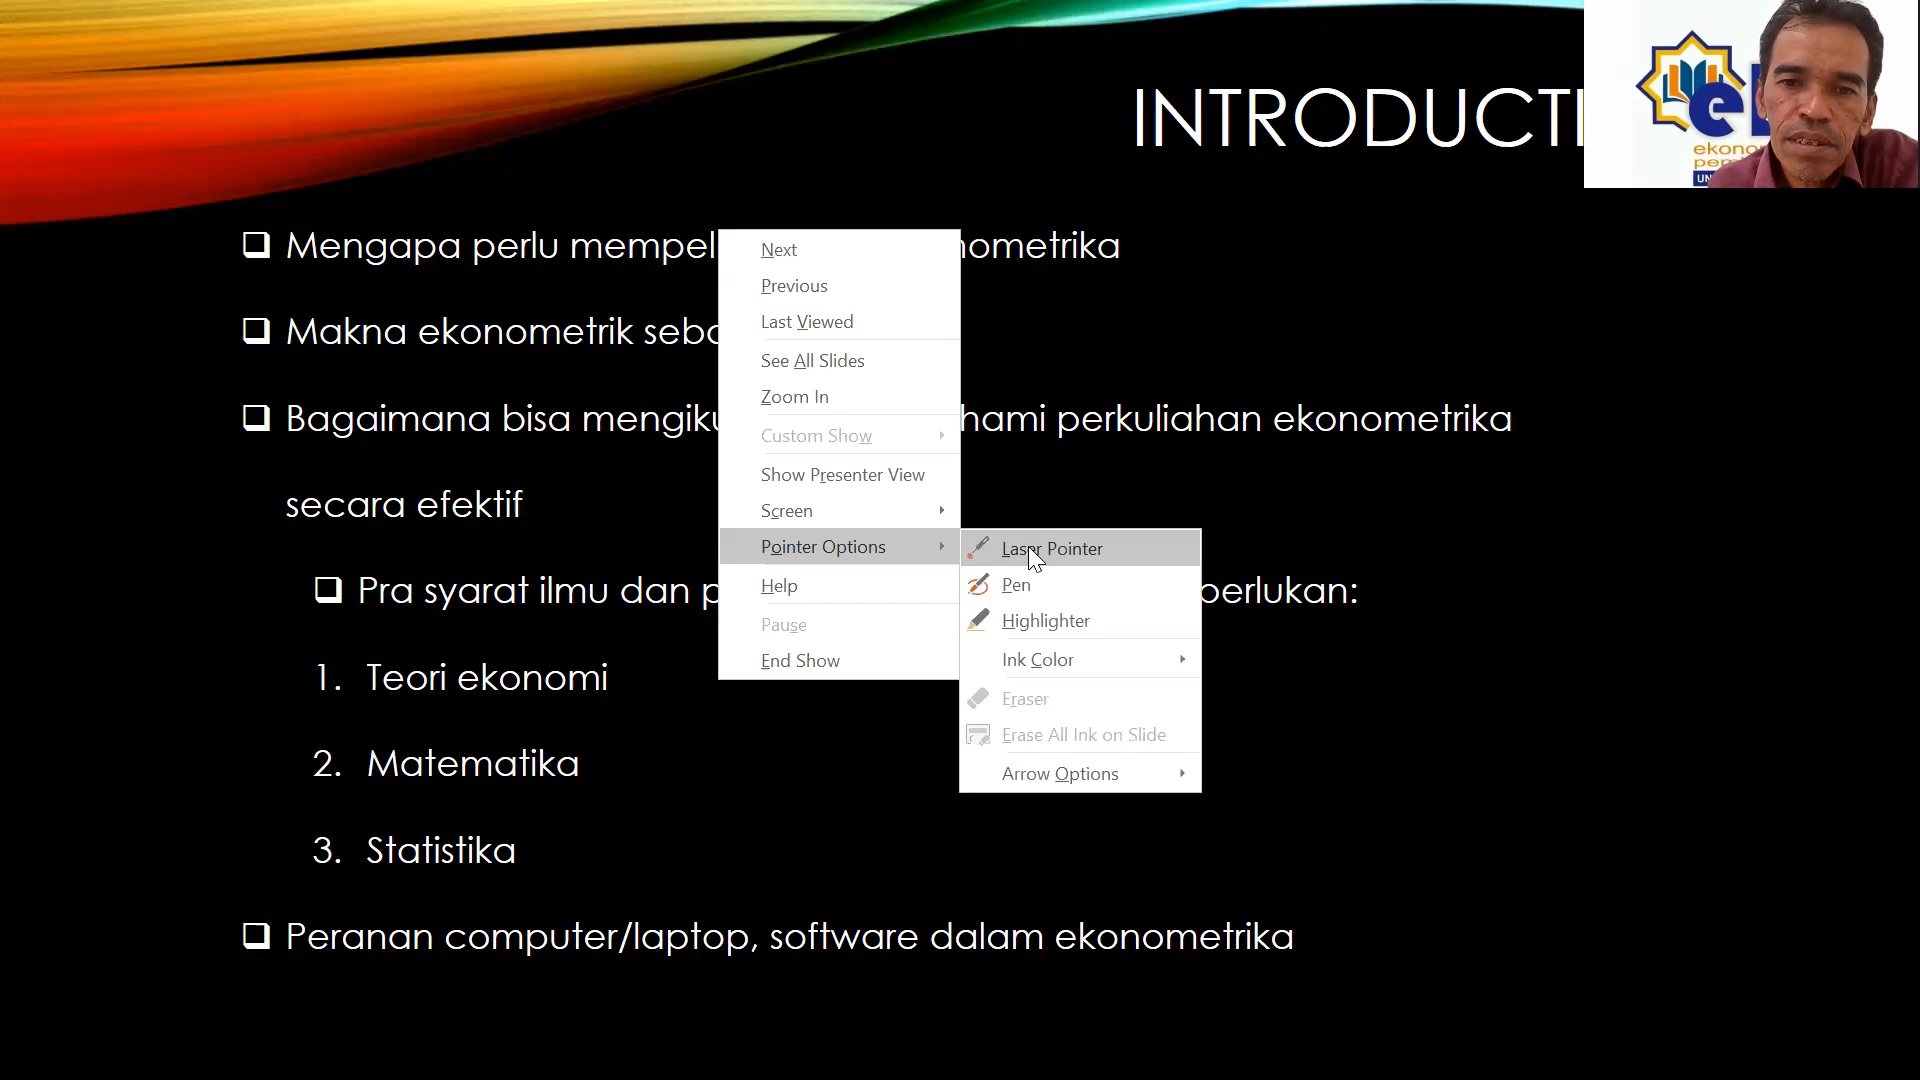 INTRODUCTI
ekono
pem
UN
Mengapa perlu mempel nometrika
Makna ekonometrik seba
Bagaimana bisa mengiku hami perkuliahan ekonometrika
secara efektif
Pra syarat ilmu dan p perlukan:
1. Teori ekonomi
2. Matematika
3. Statistika
Peranan computer/laptop, software dalam ekonometrika
Next
Previous
Last Viewed
See All Slides
Zoom In
Custom Show
Show Presenter View
Screen
Pointer Options
Help
Pause
End Show
Laser Pointer
Pen
Highlighter
Ink Color
Eraser
Erase All Ink on Slide
Arrow Options